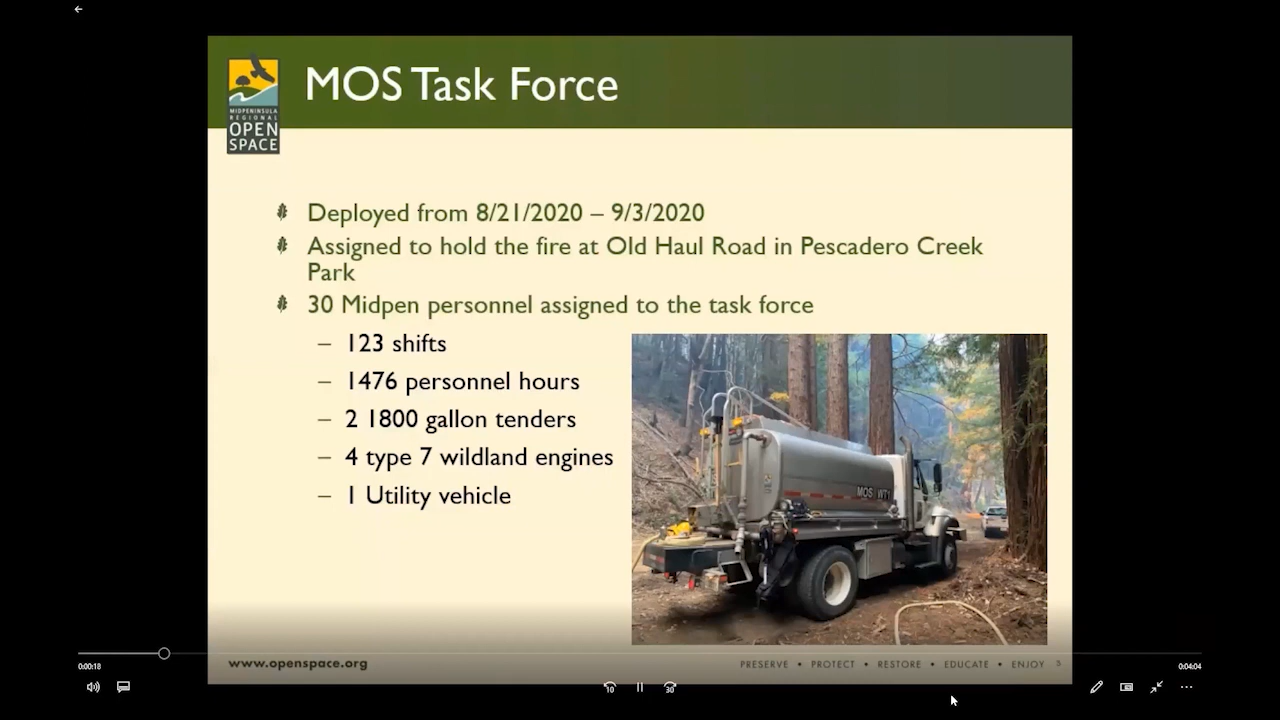 MOS Task Force
MIDPENINSULA
REGIONAL
OPEN
SPACE
Deployed from 8/21/2020 – 9/3/2020
Assigned to hold the fire at Old Haul Road in Pescadero Creek
Park
30 Midpen personnel assigned to the task force
– 123 shifts
– 1476 personnel hours
– 2 1800 gallon tenders
– 4 type 7 wildland engines
– 1 Utility vehicle
MOS WT1
www.openspace.org
PRESERVE • PROTECT • RESTORE • EDUCATE • ENJOY
0:00:18
0:04:04
10
30